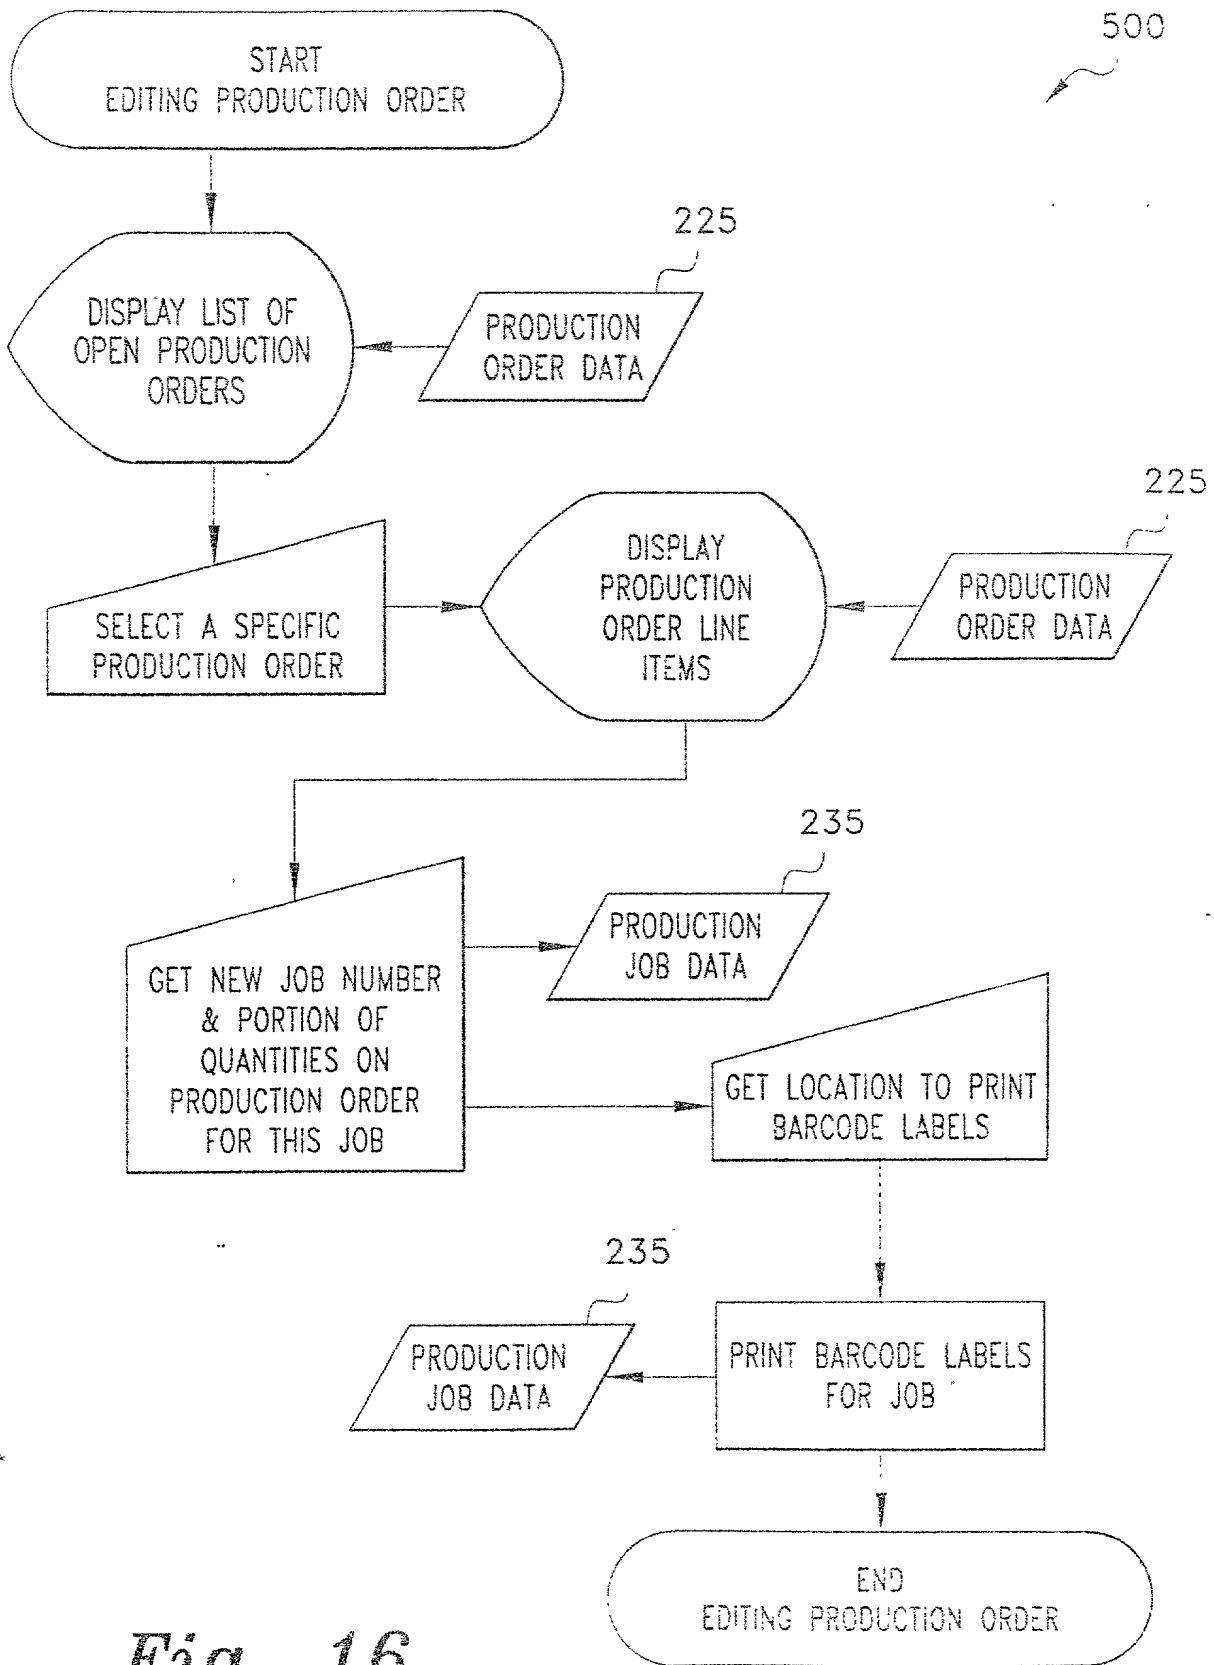 500
START
EDITING PRODUCTION ORDER
225
DISPLAY LIST OF
OPEN PRODUCTION
ORDERS
PRODUCTION
ORDER DATA
225
SELECT A SPECIFIC
PRODUCTION ORDER
DISPLAY
PRODUCTION
ORDER LINE
ITEMS
PRODUCTION
ORDER DATA
235
GET NEW JOB NUMBER
& PORTION OF
QUANTITIES ON
PRODUCTION ORDER
FOR THIS JOB
PRODUCTION
JOB DATA
GET LOCATION TO PRINT
BARCODE LABELS
235
PRODUCTION
JOB DATA
PRINT BARCODE LABELS
FOR JOB
END
EDITING PRODUCTION ORDER
Fig. 16